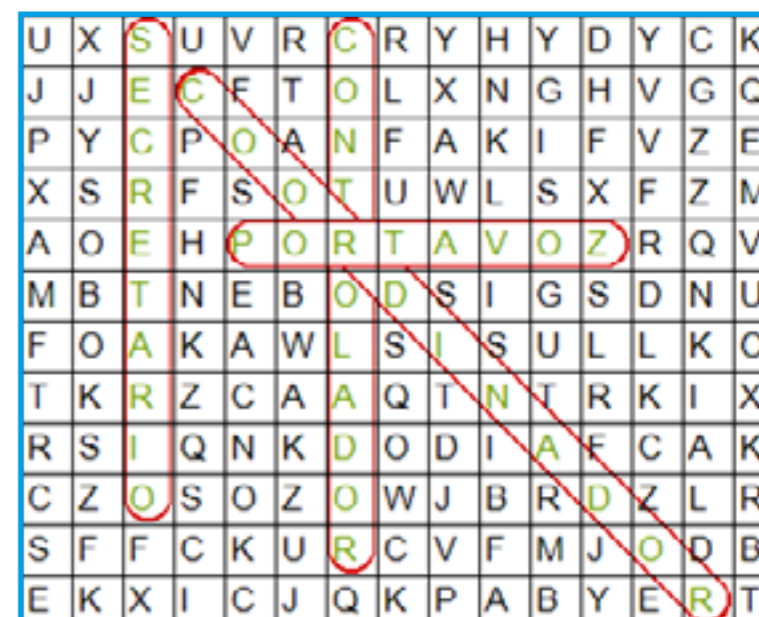 U X S U V R C R Y H Y D Y C K
J J E C F T O L X N G H V G Q
P Y C P O A N F A K I F V Z E
X S R F S O T U W L S X F Z M
A O E H P O R T A V O Z R Q V
M B T N E B O D S I G S D N U
F O A K A W L S I S U L L K O
T K R Z C A A Q T N T R K I X
R S I Q N K D O D I A F C A K
C Z O S O Z O W J B R D Z L R
S F F C K U R C V F M J O D B
E K X I C J Q K P A B Y E R T